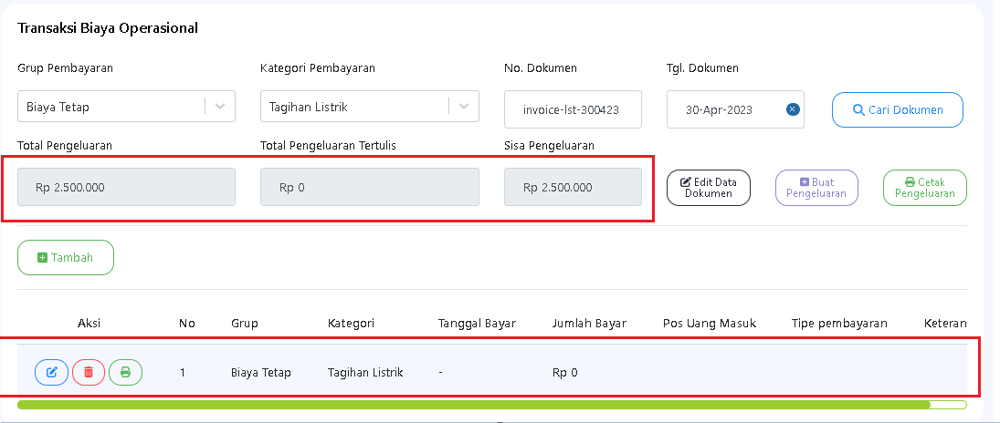 Transaksi Biaya Operasional
Grup Pembayaran Kategori Pembayaran No. Dokumen Tgl. Dokumen
Biaya Tetap Tagihan Listrik invoice-lst-300423 30-Apr-2023 Cari Dokumen
Total Pengeluaran Total Pengeluaran Tertulis Sisa Pengeluaran
Rp 2.500.000 Rp 0 Rp 2.500.000
Edit Data
Dokumen
Buat
Pengeluaran
Cetak
Pengeluaran
Tambah
Aksi No Grup Kategori Tanggal Bayar Jumlah Bayar Pos Uang Masuk Tipe pembayaran Keteran
1 Biaya Tetap Tagihan Listrik - Rp 0